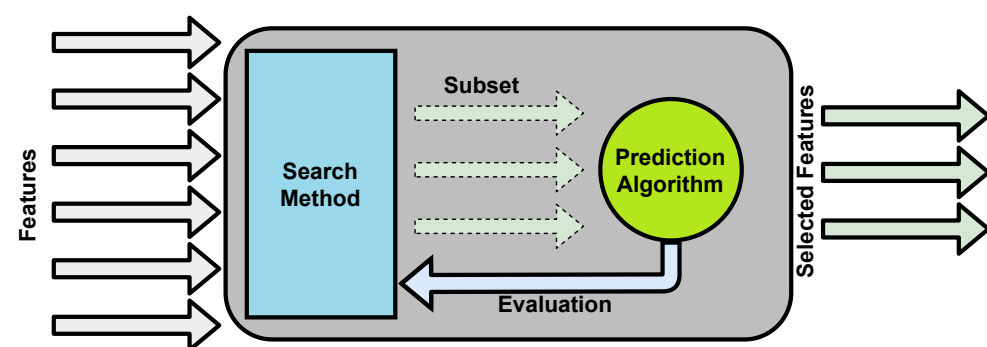 Features
Search
Method
Subset
Prediction
Algorithm
Evaluation
Selected Features